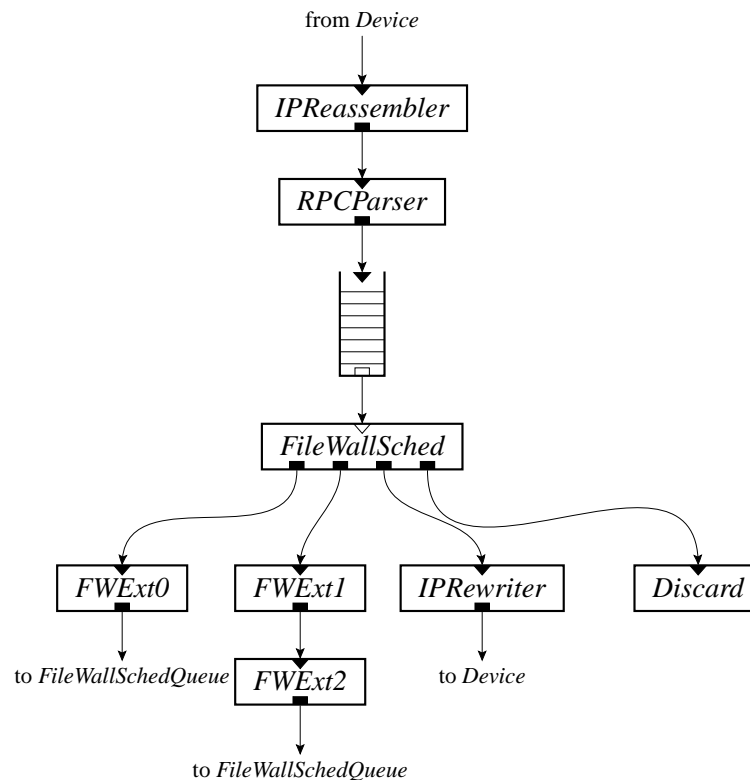 from Device
IPReassembler
RPCParser
FileWallSched
FWExt0
FWExt1
IPRewriter
Discard
to FileWallSchedQueue
FWExt2
to Device
to FileWallSchedQueue